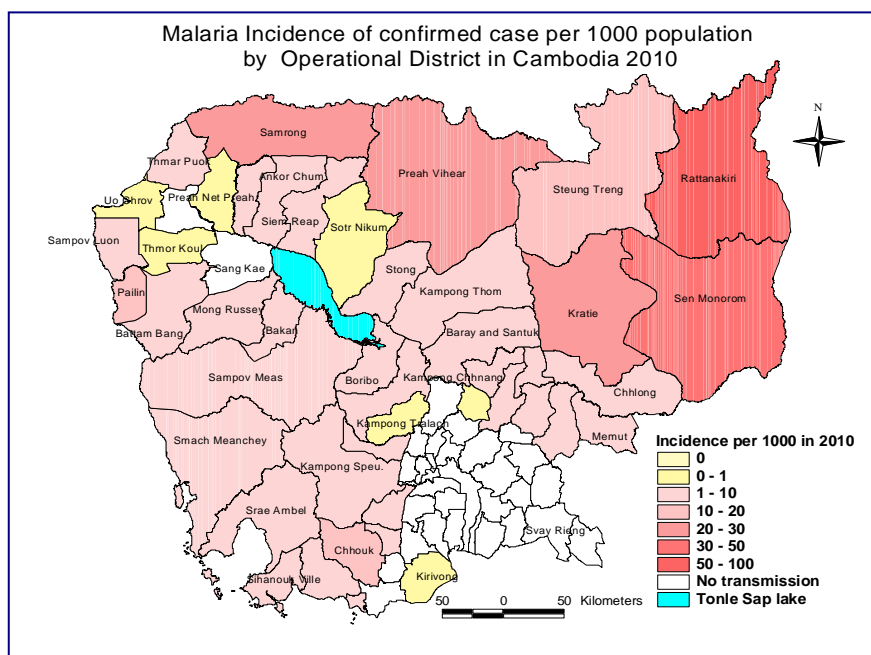 Malaria Incidence of confirmed case per 1000 population
by Operational District in Cambodia 2010
N
Samrong
Thmar Puok
Ankor Chum
Preah Vihear
Steung Treng
Rattanakiri
Uo Shrov
Preah Net Preah
Siem Reap
Sotr Nikum
Sampov Luon
Thmor Koul
Sang Kae
Stong
Kampong Thom
Pailin
Mong Russey
Sen Monorom
Kratie
Battam Bang
Bakan
Baray and Santuk
Sampov Meas
Boribo
Kampong Chhnang
Chhlong
Kampong Tralach
Smach Meanchey
Memut
Kampong Speu.
Srae Ambel
Svay Rieng
Chhouk
Kirivong
Sihanouk Ville
Incidence per 1000 in 2010
0
0 - 1
1 - 10
10 - 20
20 - 30
30 - 50
50 - 100
No transmission
Tonle Sap lake
50 0 50 Kilometers